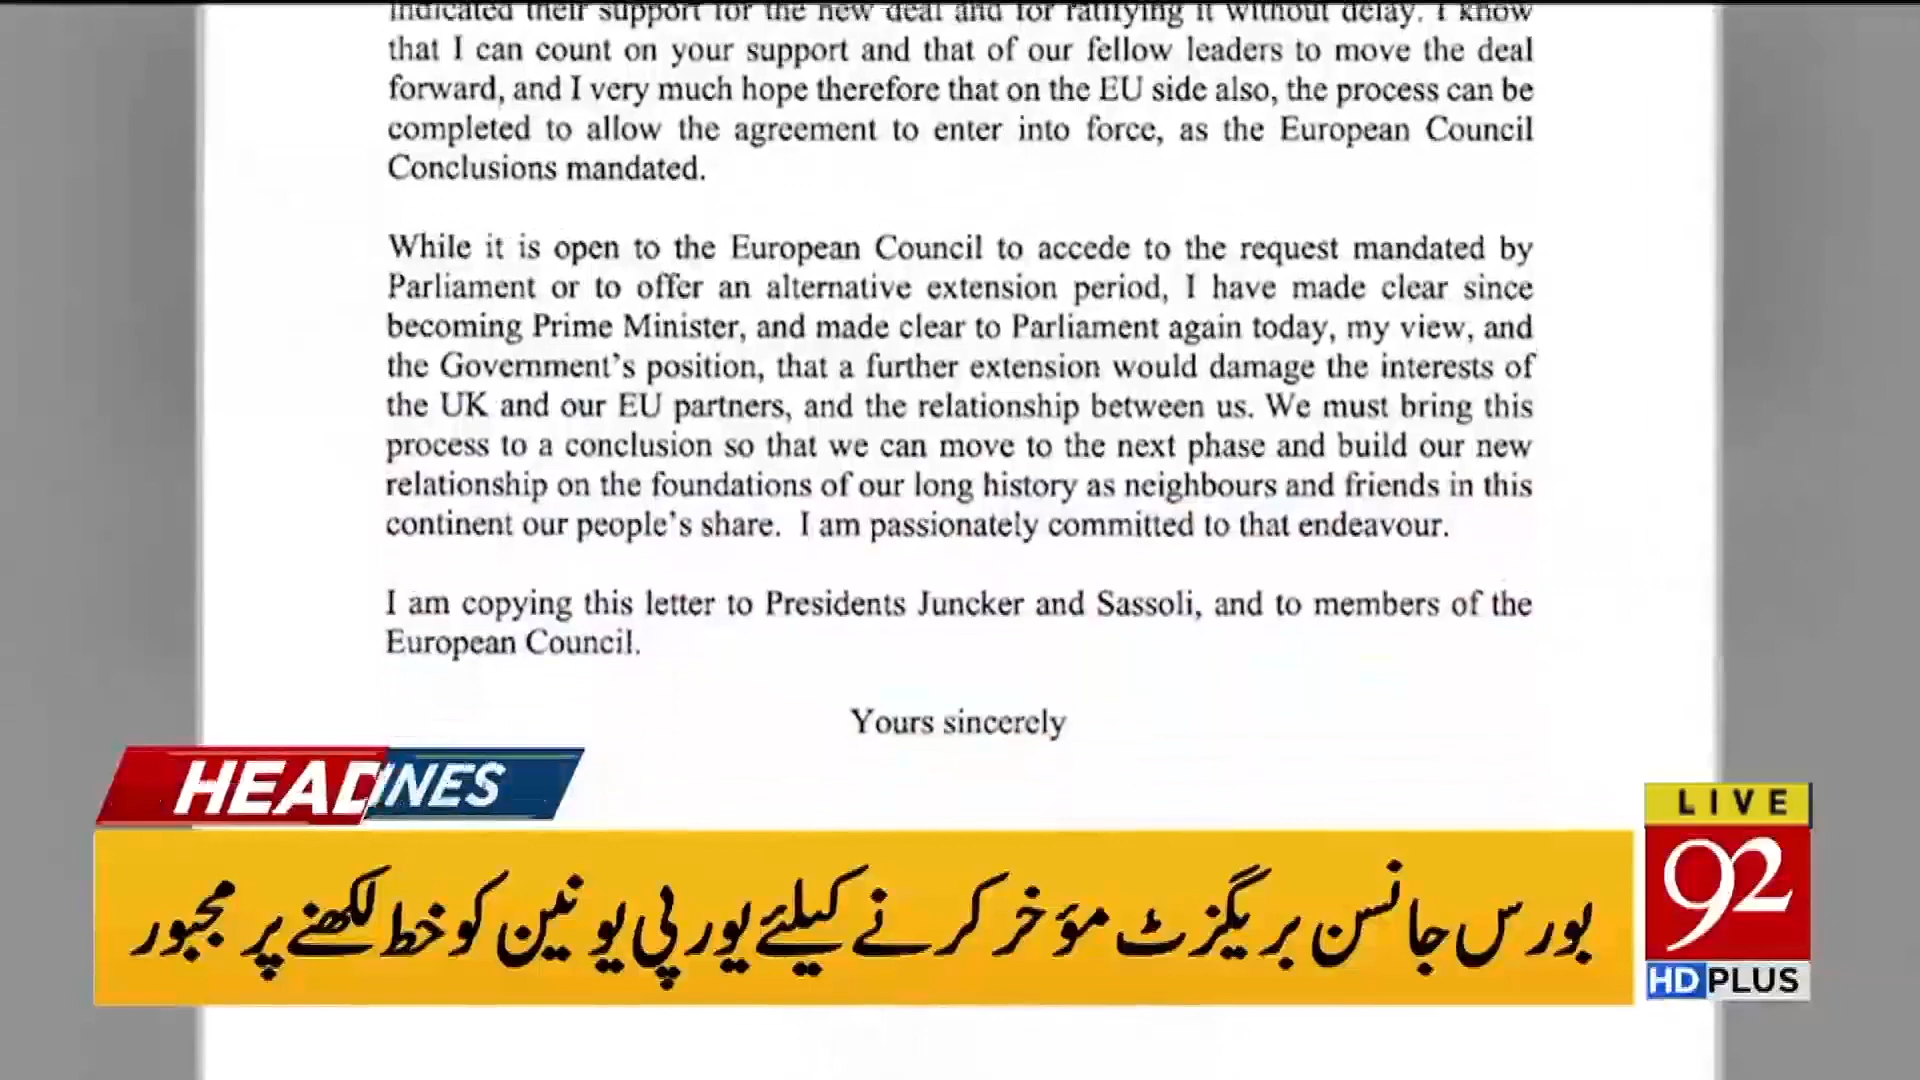 indicated their support for the new deal and for ratifying it without delay. I know
that I can count on your support and that of our fellow leaders to move the deal
forward, and I very much hope therefore that on the EU side also, the process can be
completed to allow the agreement to enter into force, as the European Council
Conclusions mandated.
While it is open to the European Council to accede to the request mandated by
Parliament or to offer an alternative extension period, I have made clear since
becoming Prime Minister, and made clear to Parliament again today, my view, and
the Government's position, that a further extension would damage the interests of
the UK and our EU partners, and the relationship between us. We must bring this
process to a conclusion so that we can move to the next phase and build our new
relationship on the foundations of our long history as neighbours and friends in this
continent our people's share. I am passionately committed to that endeavour.
I am copying this letter to Presidents Juncker and Sassoli, and to members of the
European Council.
Yours sincerely
HEADINES
LIVE
بورس جانسن بریگزٹ مؤخر کرنے کیلئے یورپی یونین کو خط لکھنے پر مجبور
92
HD PLUS